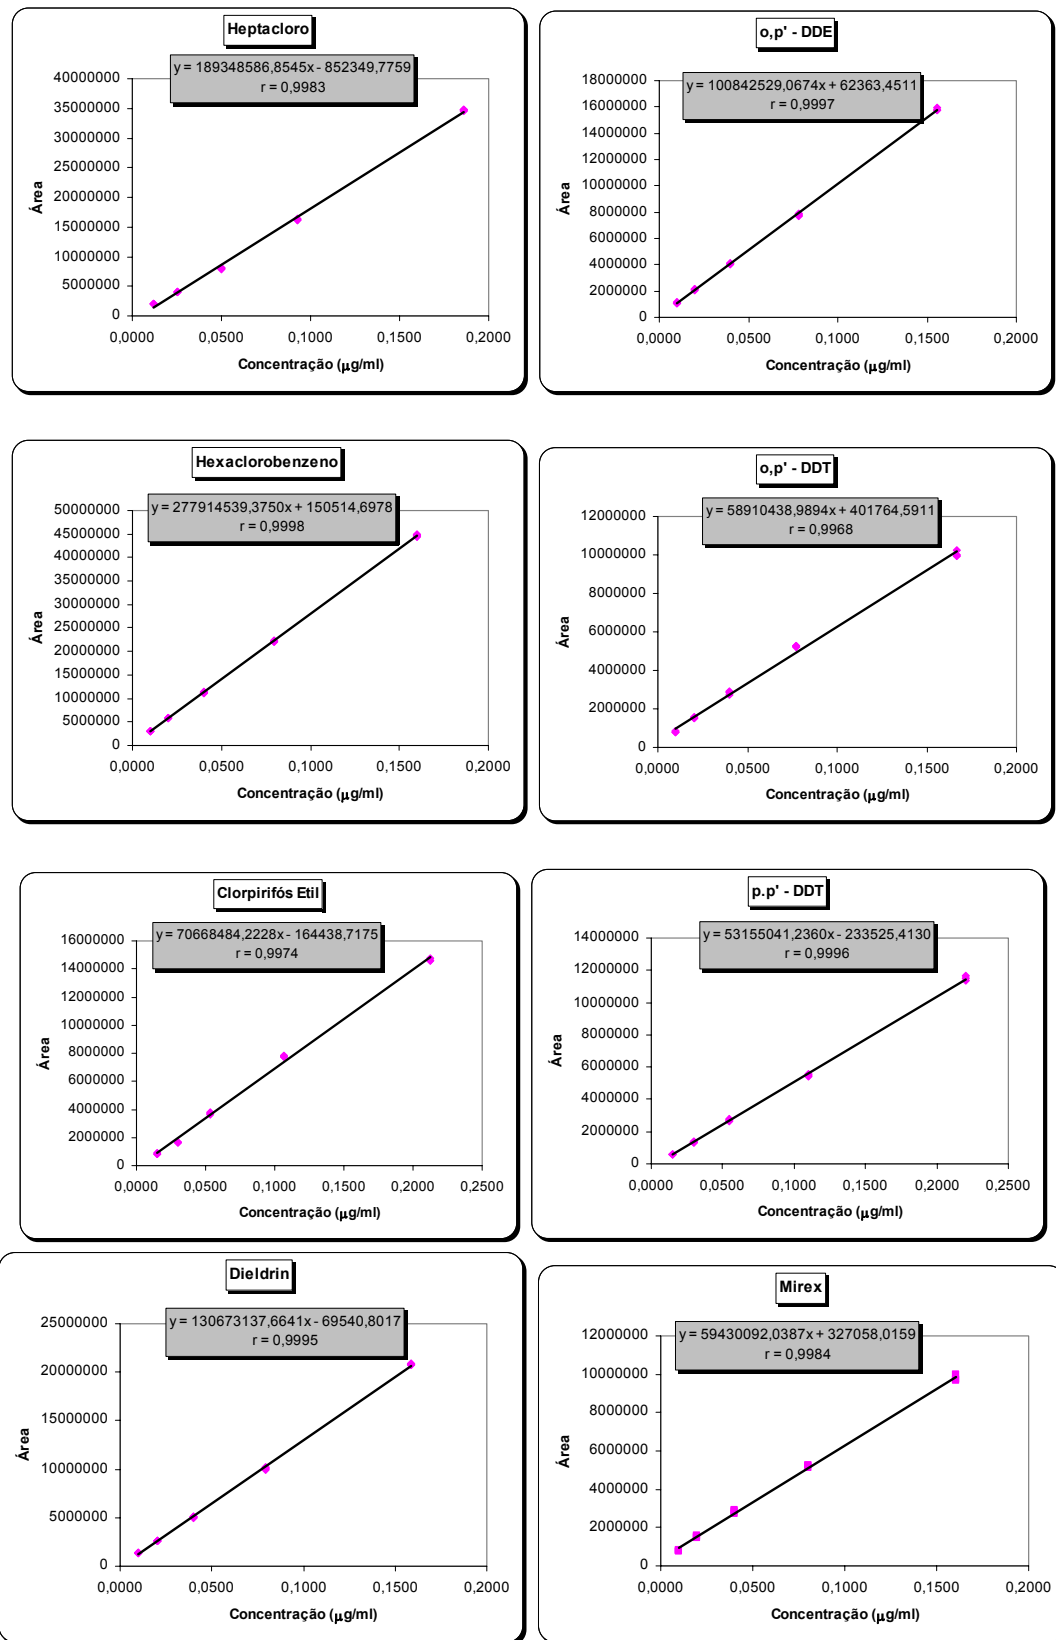 Heptacloro
y = 189348586,8545x - 852349,7759
r = 0,9983
40000000
35000000
30000000
25000000
20000000
15000000
10000000
5000000
0
Área
0,0000 0,0500 0,1000 0,1500 0,2000
Concentração (µg/ml)
o,p' - DDE
y = 100842529,0674x + 62363,4511
r = 0,9997
18000000
16000000
14000000
12000000
10000000
8000000
6000000
4000000
2000000
0
Área
0,0000 0,0500 0,1000 0,1500 0,2000
Concentração (µg/ml)
Hexaclorobenzeno
y = 277914539,3750x + 150514,6978
r = 0,9998
50000000
45000000
40000000
35000000
30000000
25000000
20000000
15000000
10000000
5000000
0
Área
0,0000 0,0500 0,1000 0,1500 0,2000
Concentração (µg/ml)
o,p' - DDT
y = 58910438,9894x + 401764,5911
r = 0,9968
12000000
10000000
8000000
6000000
4000000
2000000
0
Área
0,0000 0,0500 0,1000 0,1500 0,2000
Concentração (µg/ml)
Clorpirifós Etil
y = 70668484,2228x - 164438,7175
r = 0,9974
16000000
14000000
12000000
10000000
8000000
6000000
4000000
2000000
0
Área
0,0000 0,0500 0,1000 0,1500 0,2000 0,2500
Concentração (µg/ml)
p.p' - DDT
y = 53155041,2360x - 233525,4130
r = 0,9996
14000000
12000000
10000000
8000000
6000000
4000000
2000000
0
Área
0,0000 0,0500 0,1000 0,1500 0,2000 0,2500
Concentração (µg/ml)
Dieldrin
y = 130673137,6641x - 69540,8017
r = 0,9995
25000000
20000000
15000000
10000000
5000000
0
Área
0,0000 0,0500 0,1000 0,1500 0,2000
Concentração (µg/ml)
Mirex
y = 59430092,0387x + 327058,0159
r = 0,9984
12000000
10000000
8000000
6000000
4000000
2000000
0
Área
0,0000 0,0500 0,1000 0,1500 0,2000
Concentração (µg/ml)